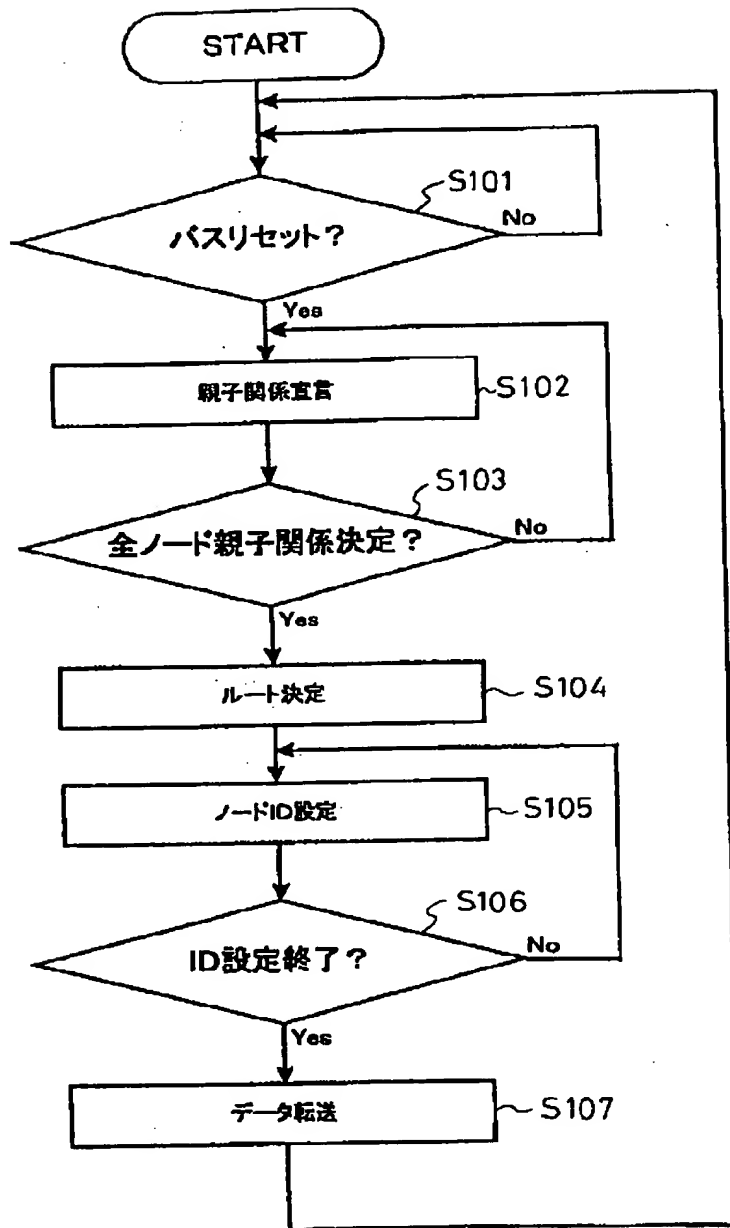 START
S101
バスリセット?
No
Yes
親子関係宣言
S102
S103
全ノード親子関係決定?
No
Yes
ルート決定
S104
ノードID設定
S105
S106
ID設定終了?
No
Yes
データ転送
S107